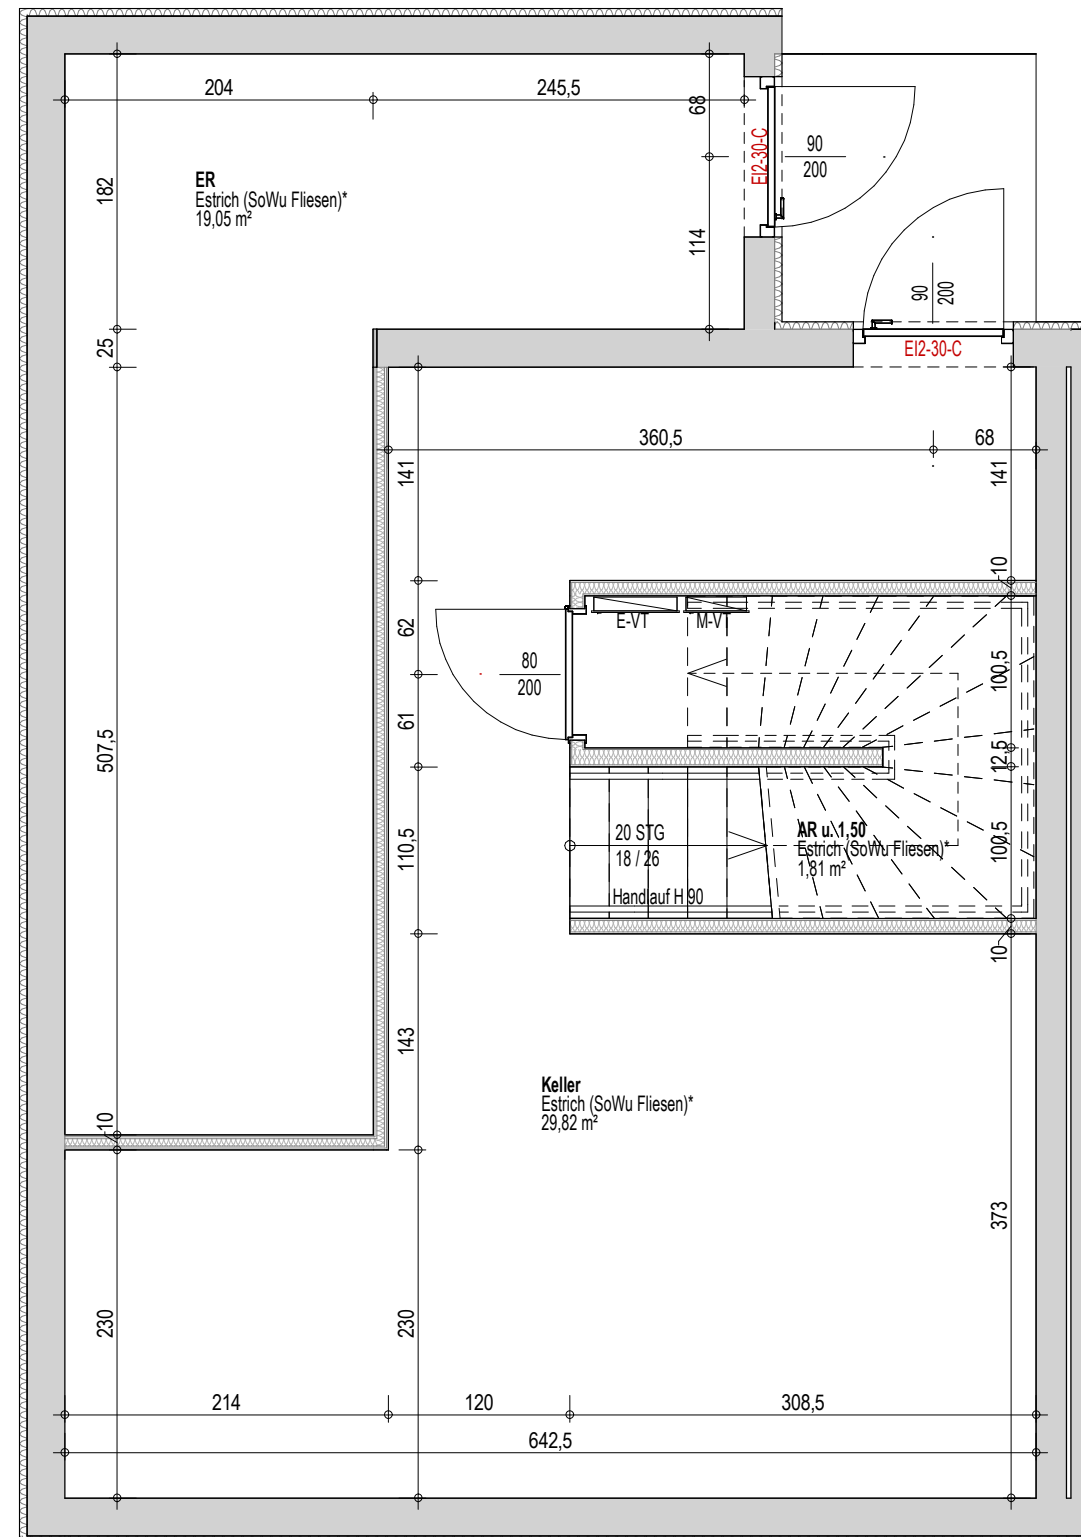 204
245,5
68
182
ER
Estrich (SoWu Fliesen)*
19,05 m²
EI2-30-C
90
200
114
90
200
25
EI2-30-C
360,5
68
141
141
10
E-VT
M-VT
62
80
200
100,5
61
507,5
12,5
110,5
20 STG
18 / 26
AR u. 1,50
Estrich (SoWu Fliesen)*
1,81 m²
100,5
Handlauf H 90
10
143
Keller
Estrich (SoWu Fliesen)*
29,82 m²
10
373
230
230
214
120
308,5
642,5